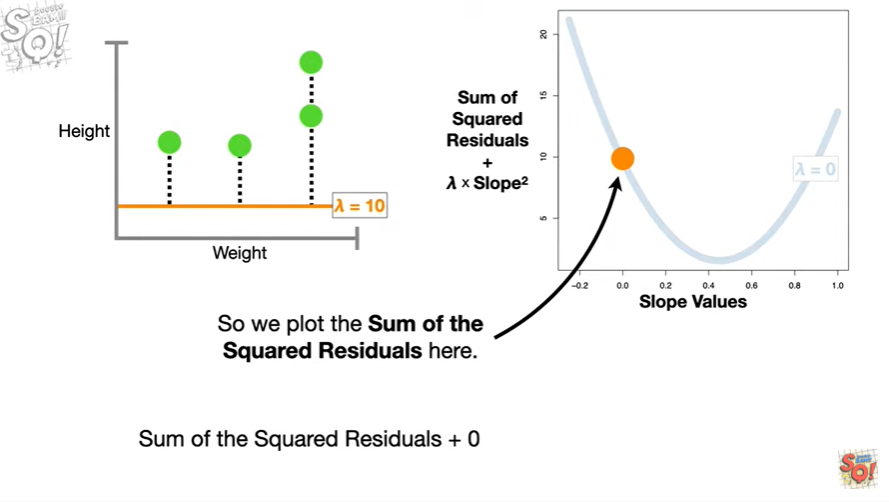 SQ!
Height
λ = 10
Weight
Sum of
Squared
Residuals
+
λ x Slope²
20
15
10
5
λ = 0
-0.2 0.0 0.2 0.4 0.6 0.8 1.0
Slope Values
So we plot the Sum of the
Squared Residuals here.
Sum of the Squared Residuals + 0
SQ!